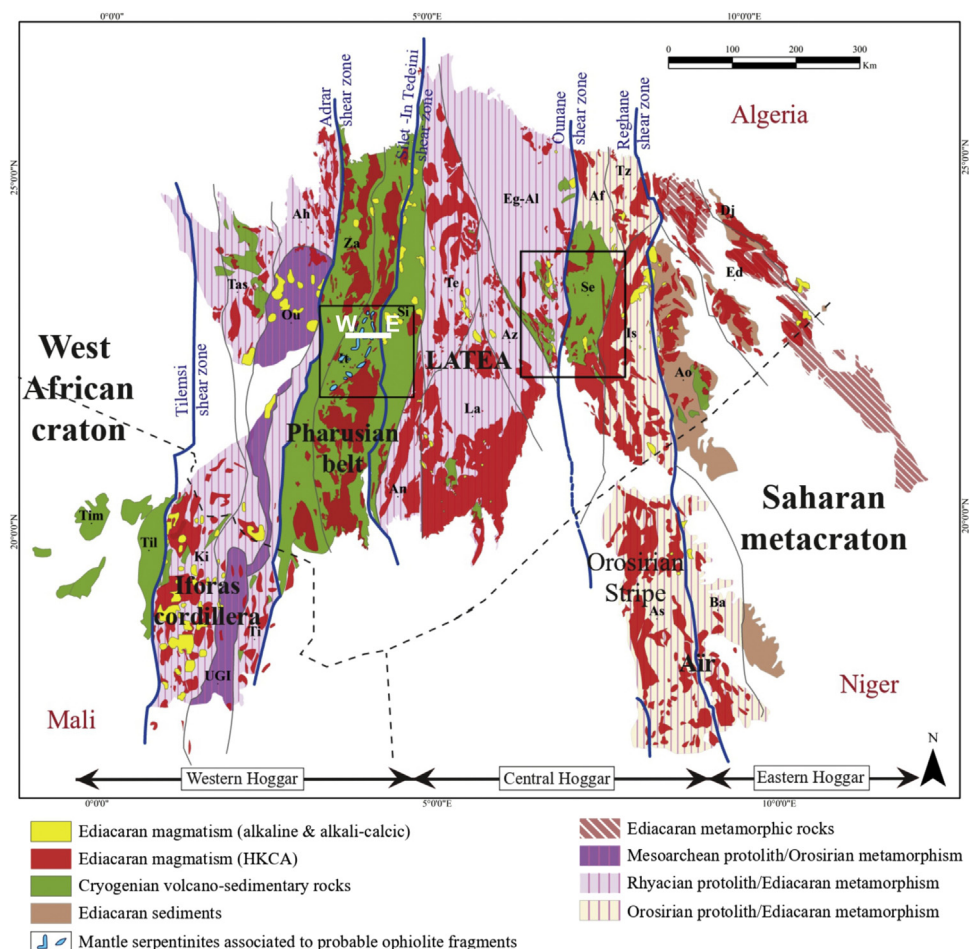 0°0'0"
5°0'0"E
10°0'0"E
0
100
200
300
Km
Adrar
shear zone
Silet -In Tedeini
shear zone
Ounane
shear zone
Reghane
shear zone
Algeria
25°0'0"N
25°0'0"N
Tz
Af
Eg-Al
Ah
Dj
Za
Ed
Tas
Te
Se
Ou
Si
W
E
Az
Is
t
LATEA
West
African
craton
Tilemsi
shear zone
Ao
La
Pharusian
belt
An
Saharan
metacraton
Tim
Til
20°0'0"N
20°0'0"N
Ki
Iforas
cordillera
Orosirian
Stripe
As
Ba
Ti
UGI
Aïr
Mali
Niger
N
Western Hoggar
Central Hoggar
Eastern Hoggar
0°0'0"
5°0'0"E
10°0'0"E
Ediacaran magmatism (alkaline & alkali-calcic)
Ediacaran magmatism (HKCA)
Cryogenian volcano-sedimentary rocks
Ediacaran sediments
Mantle serpentinites associated to probable ophiolite fragments
Ediacaran metamorphic rocks
Mesoarchean protolith/Orosirian metamorphism
Rhyacian protolith/Ediacaran metamorphism
Orosirian protolith/Ediacaran metamorphism